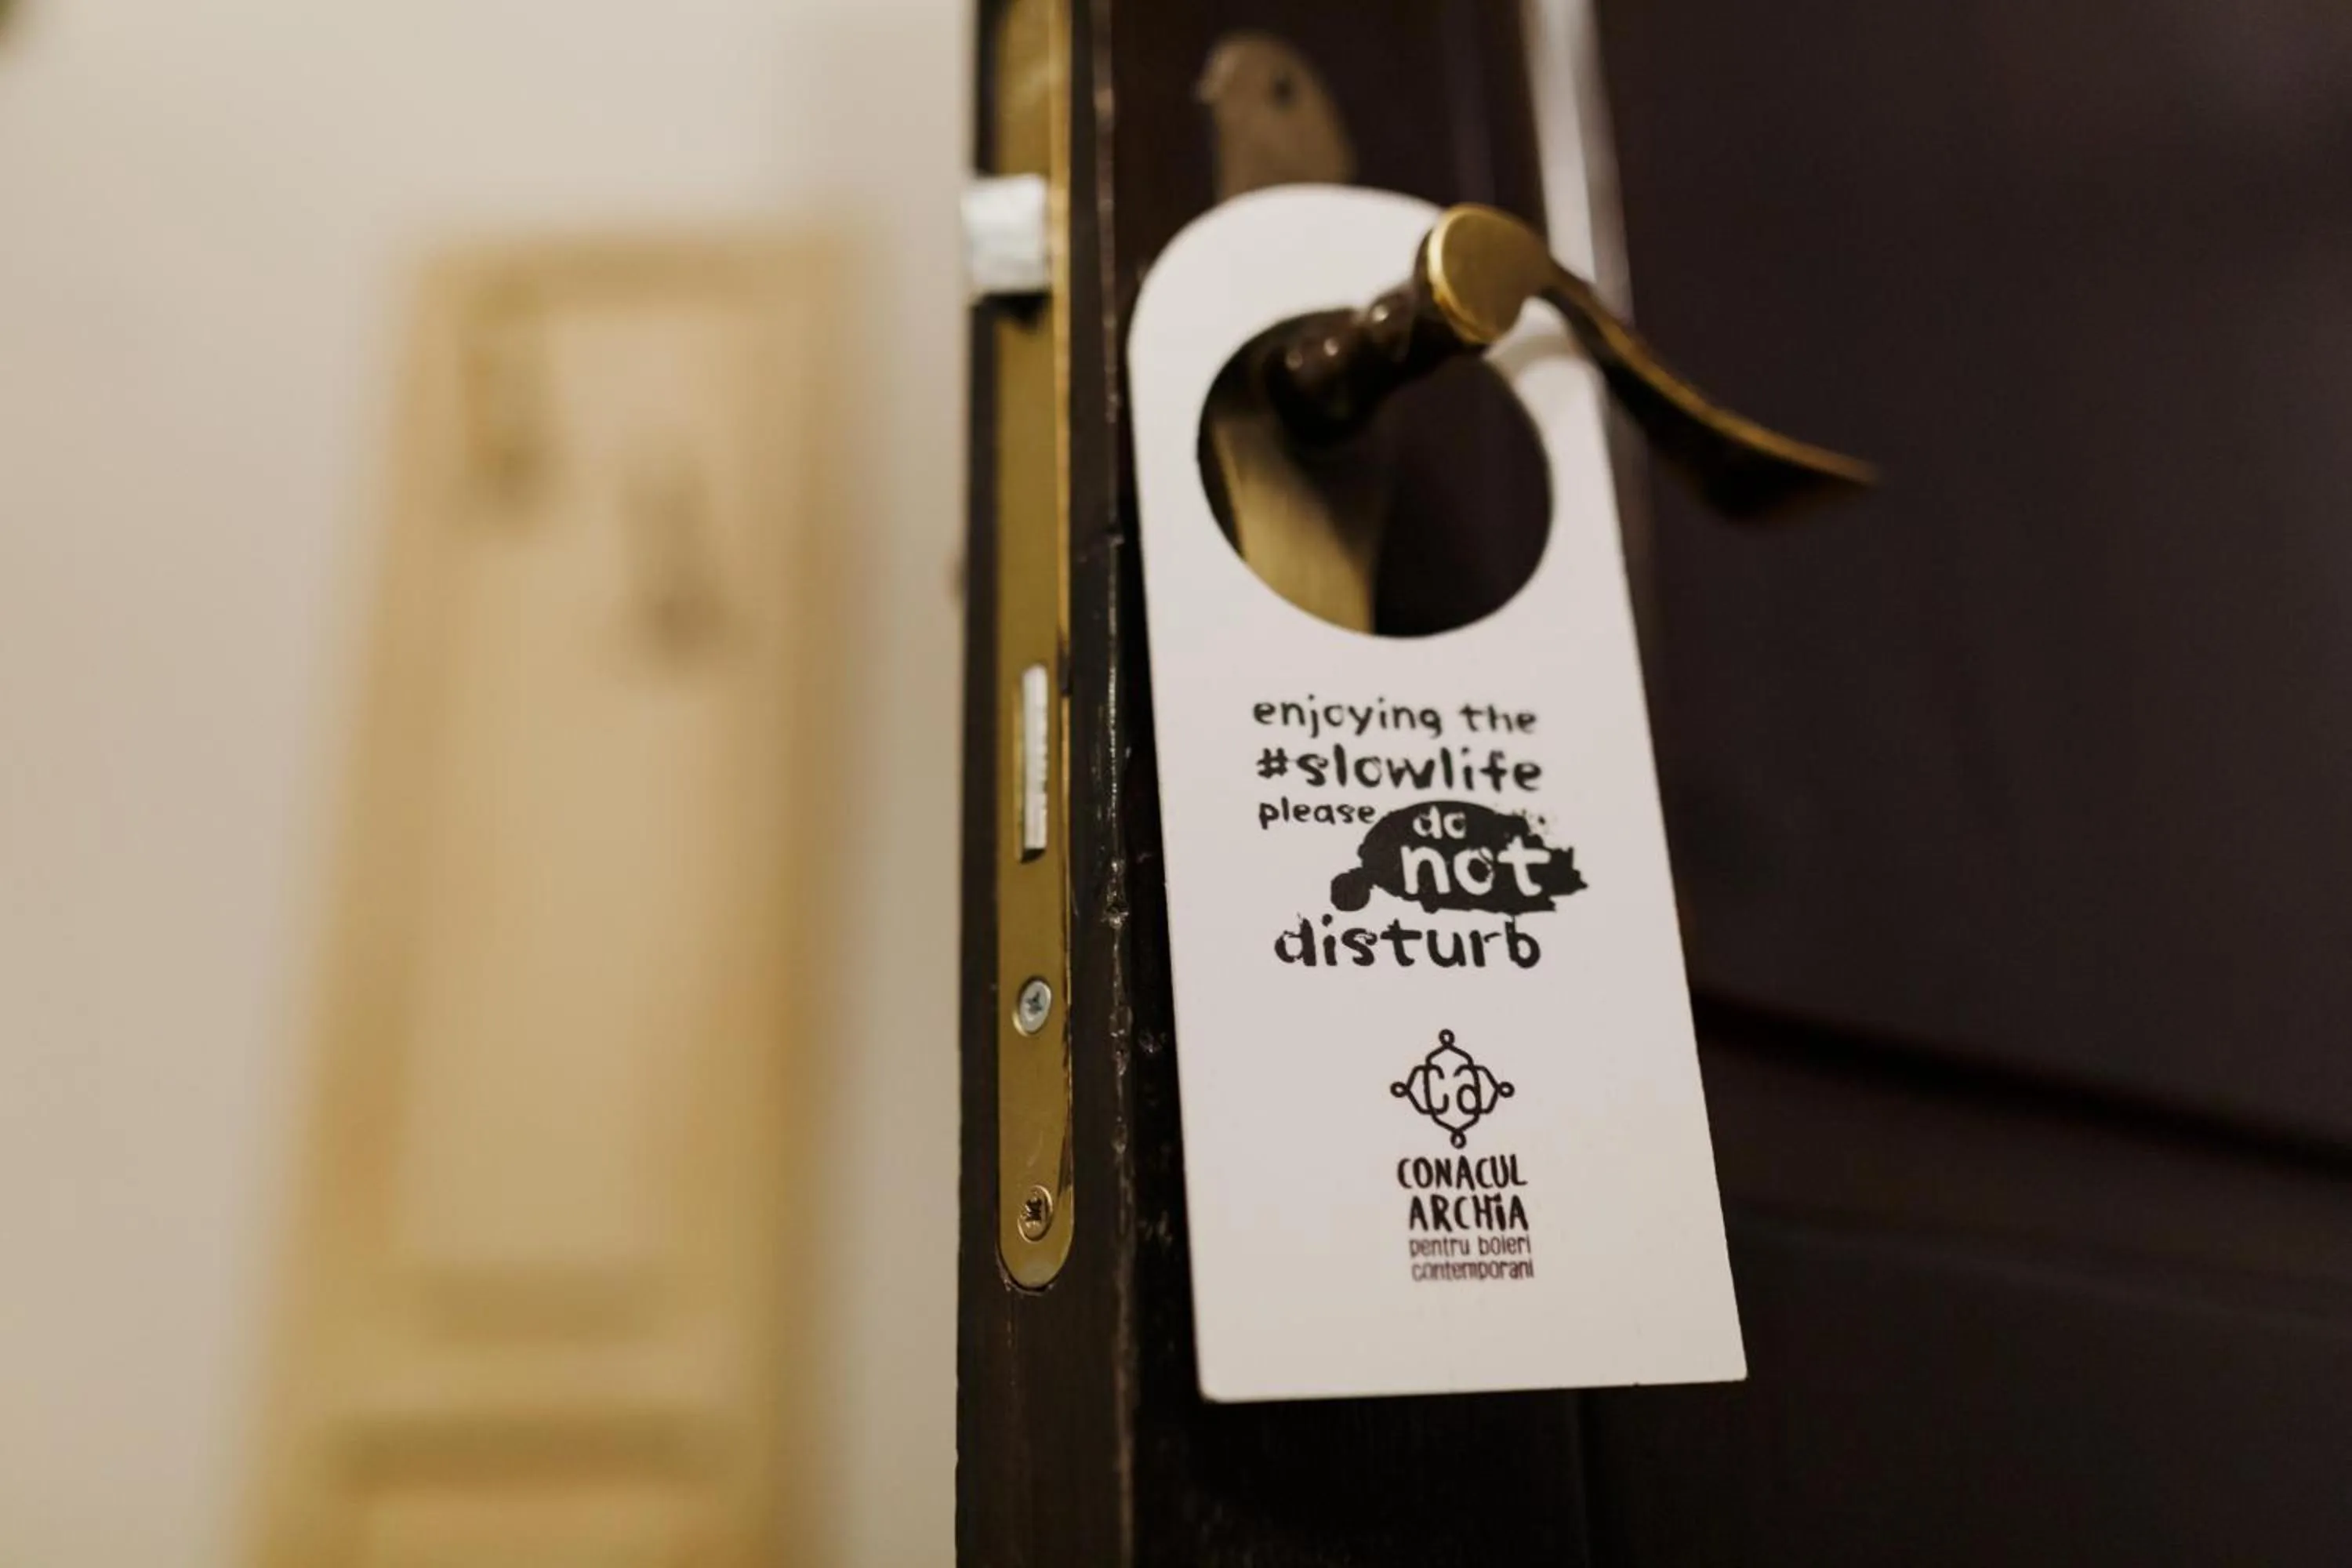 enjoying the
#slowlife
please do
not
disturb
ca
CONACUL
ARCHIA
pentru boieri
contemporani